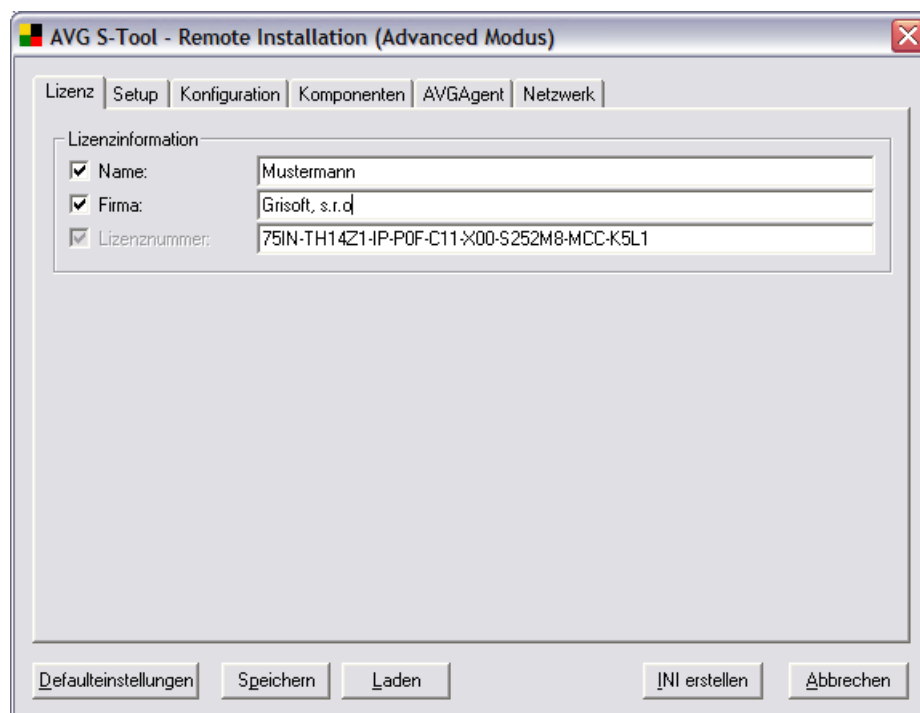 AVG S-Tool - Remote Installation (Advanced Modus)
Lizenz Setup Konfiguration Komponenten AVGAgent Netzwerk
Lizenzinformation
Name: Mustermann
Firma: Grisoft, s.r.o
Lizenznummer: 75IN-TH14Z1-IP-P0F-C11-X00-S252M8-MCC-K5L1
Defaulteinstellungen Speichern Laden INI erstellen Abbrechen